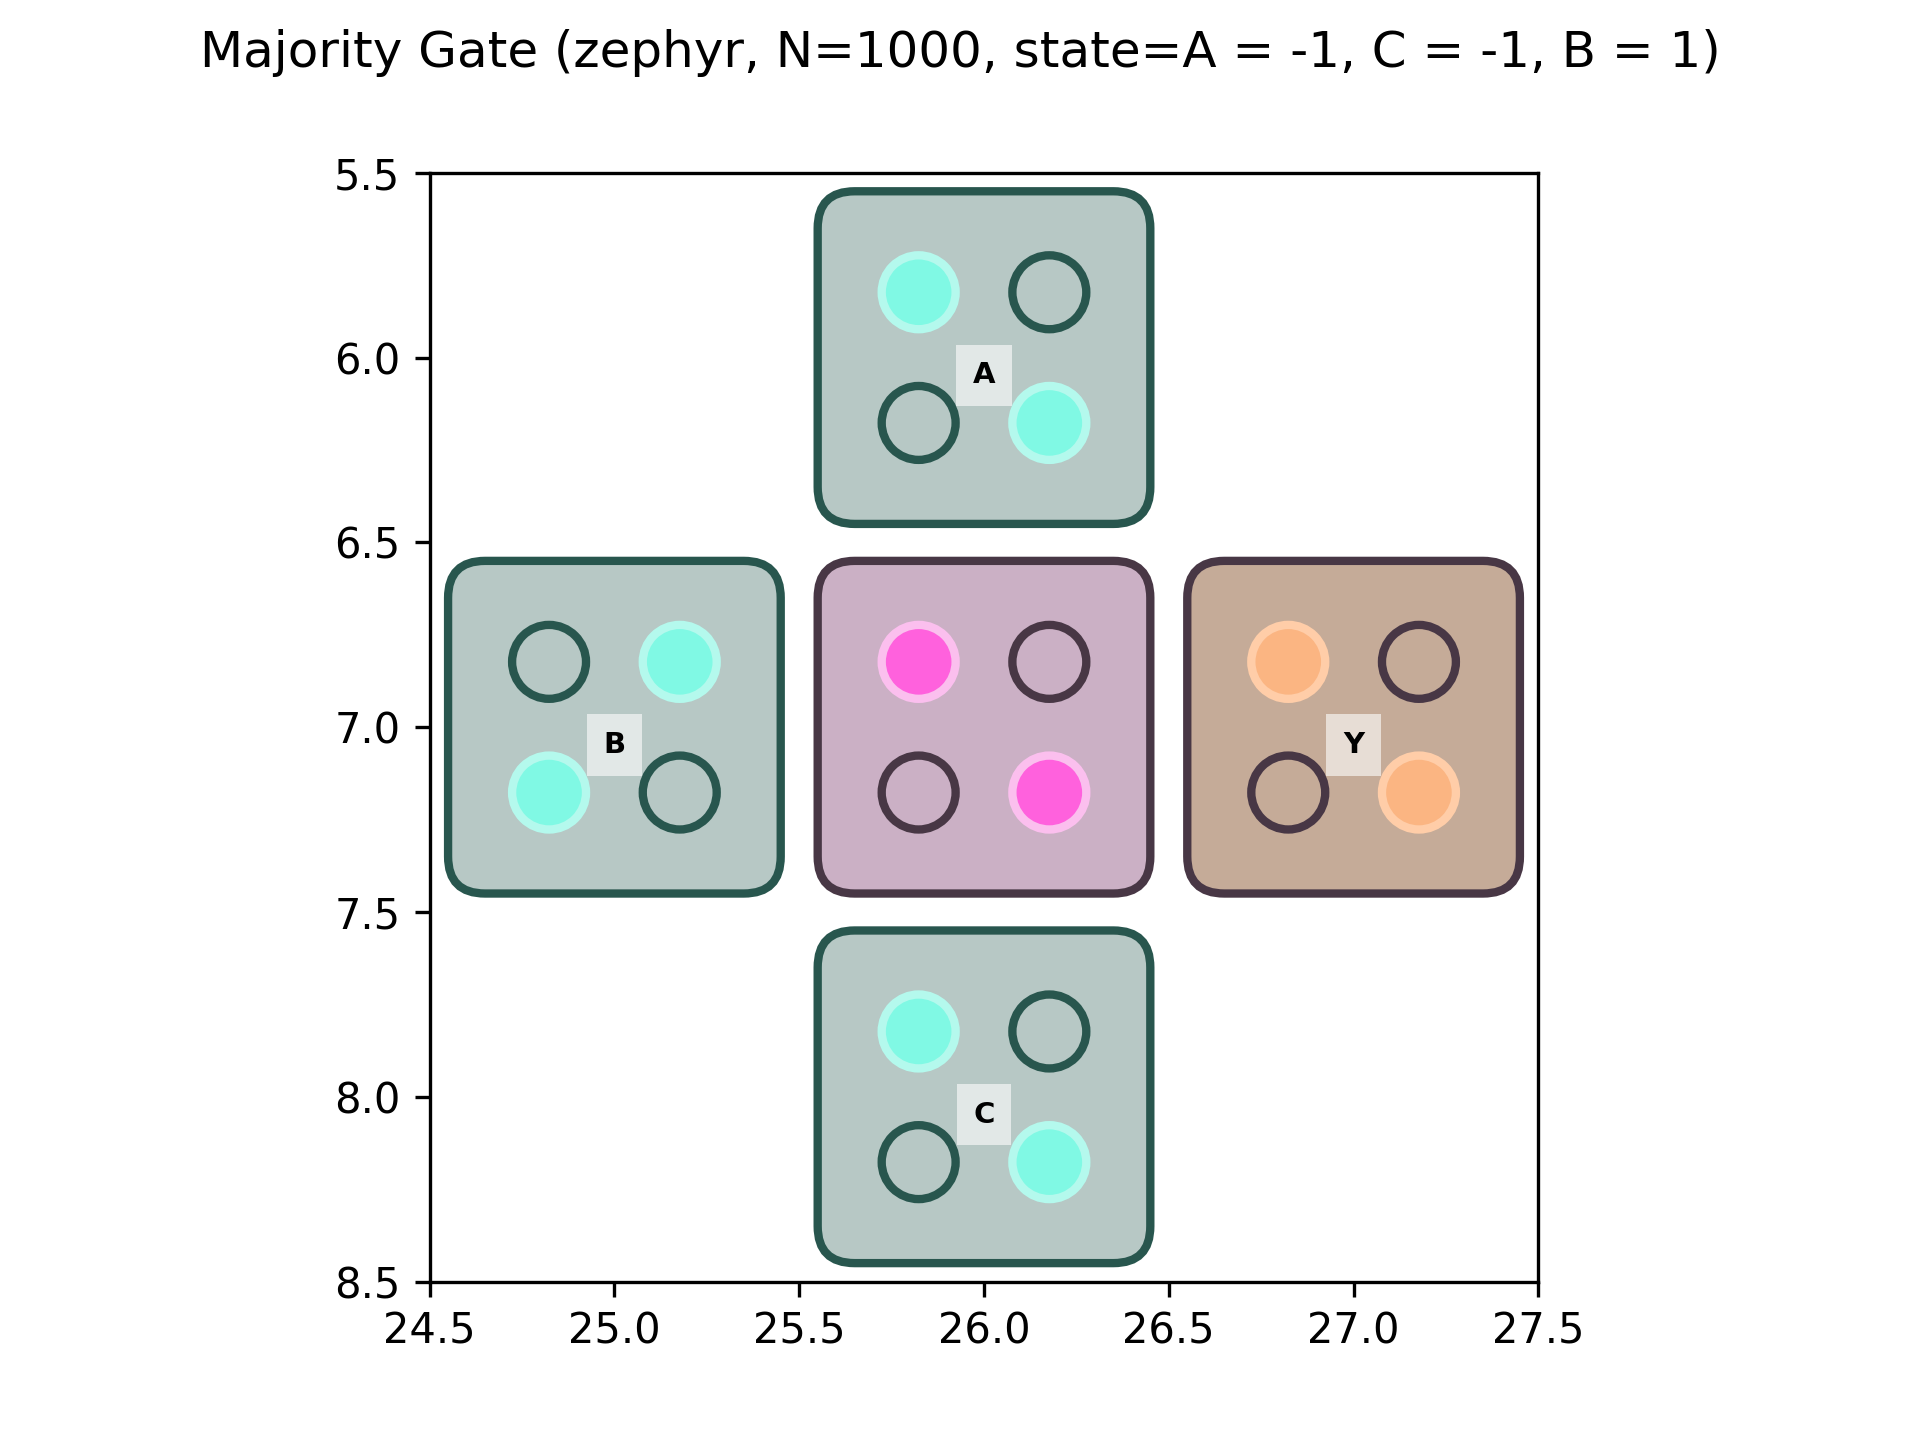 Majority Gate (zephyr, N=1000, state=A = -1, C = -1, B = 1)
5.5
A
6.0
6.5
B
Y
7.0
7.5
C
8.0
8.5
24.5 25.0 25.5 26.0 26.5 27.0 27.5